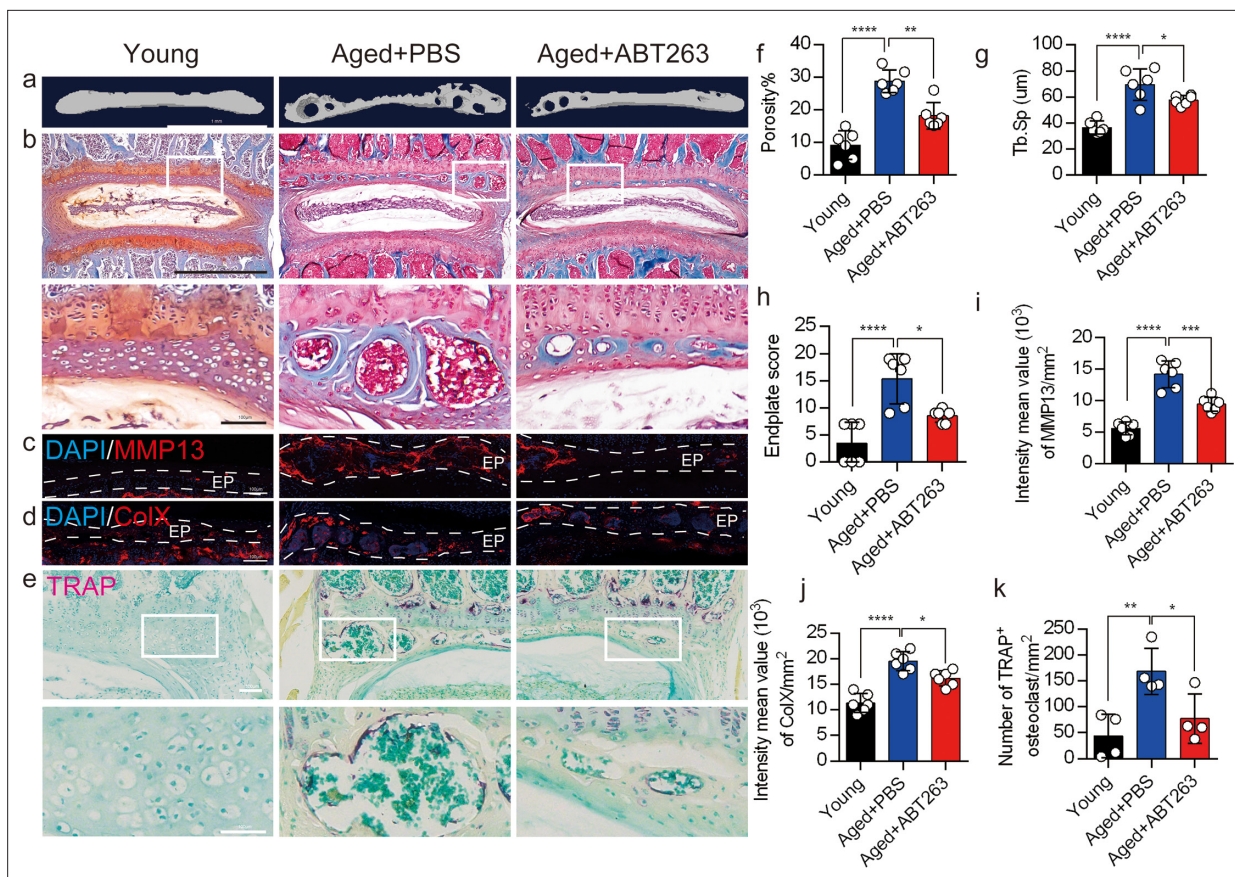 Young
Aged+PBS
Aged+ABT263
a
1 mm
b
100μm
c
DAPI/MMP13
EP
EP
EP
100μm
d
DAPI/ColX
EP
EP
EP
100μm
e
TRAP
f
****
**
Porosity%
40
30
20
10
0
Young
Aged+PBS
Aged+ABT263
g
****
*
Tb.Sp (um)
100
80
60
40
20
0
Young
Aged+PBS
Aged+ABT263
h
****
*
Endplate score
25
20
15
10
5
0
Young
Aged+PBS
Aged+ABT263
i
****
***
Intensity mean value (10³)
of MMP13/mm²
20
15
10
5
0
Young
Aged+PBS
Aged+ABT263
j
****
*
Intensity mean value (10³)
of ColX/mm²
25
20
15
10
5
0
Young
Aged+PBS
Aged+ABT263
k
**
*
Number of TRAP⁺
osteoclast/mm²
250
200
150
100
50
0
Young
Aged+PBS
Aged+ABT263